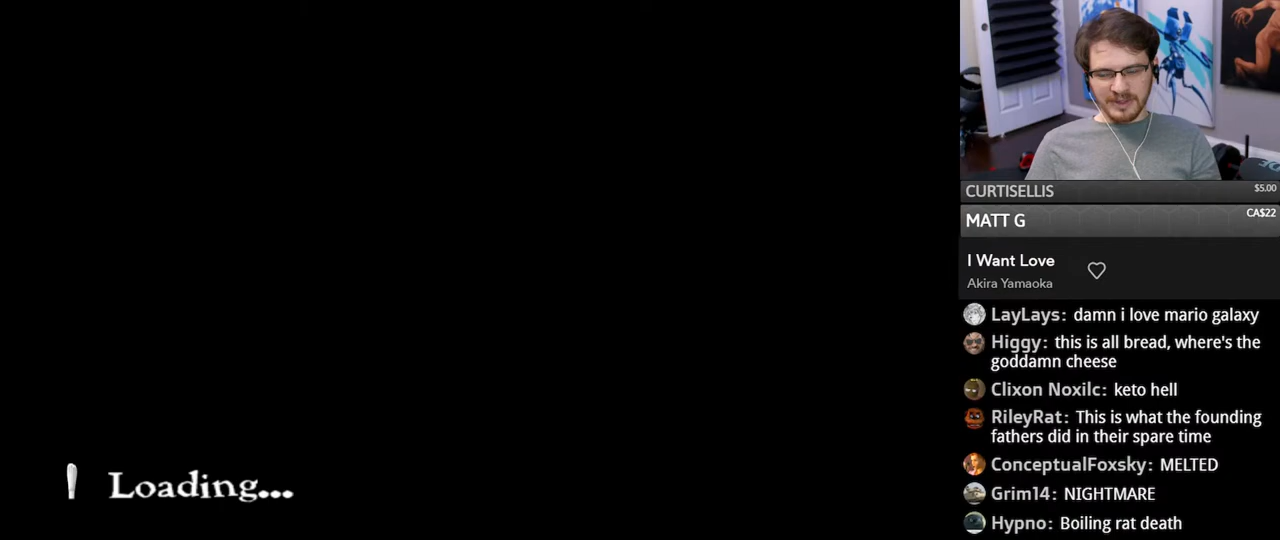 CURTISELLIS $5.00
MATT G CA$22
I Want Love
Akira Yamaoka
LayLays: damn i love mario galaxy
Higgy: this is all bread, where's the
goddamn cheese
Clixon Noxilc: keto hell
RileyRat: This is what the founding
fathers did in their spare time
ConceptualFoxsky: MELTED
Grim14: NIGHTMARE
Hypno: Boiling rat death
Loading...